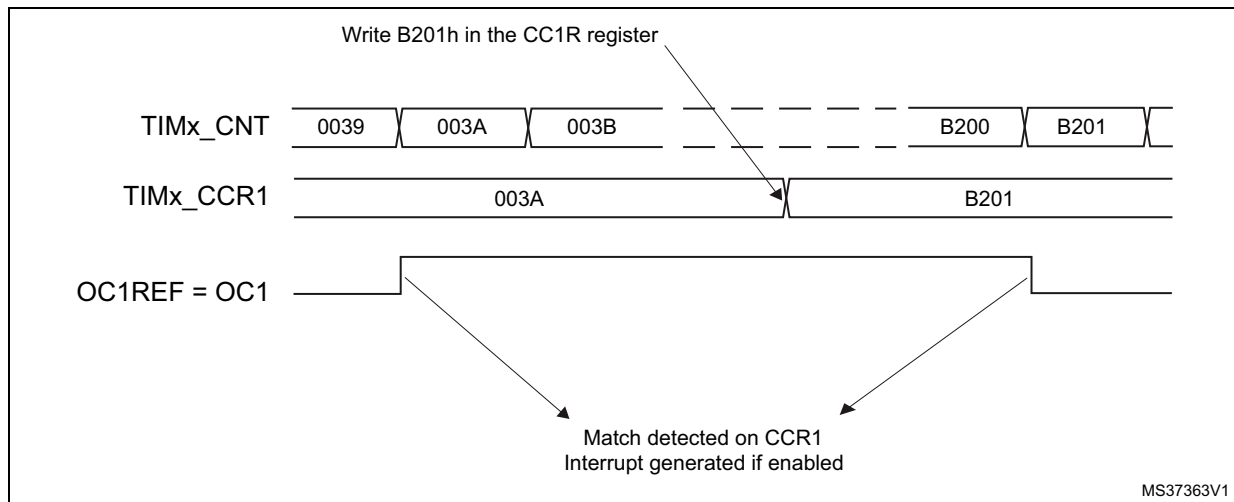 Write B201h in the CC1R register
TIMx_CNT 0039 003A 003B B200 B201
TIMx_CCR1 003A B201
OC1REF = OC1
Match detected on CCR1
Interrupt generated if enabled
MS37363V1